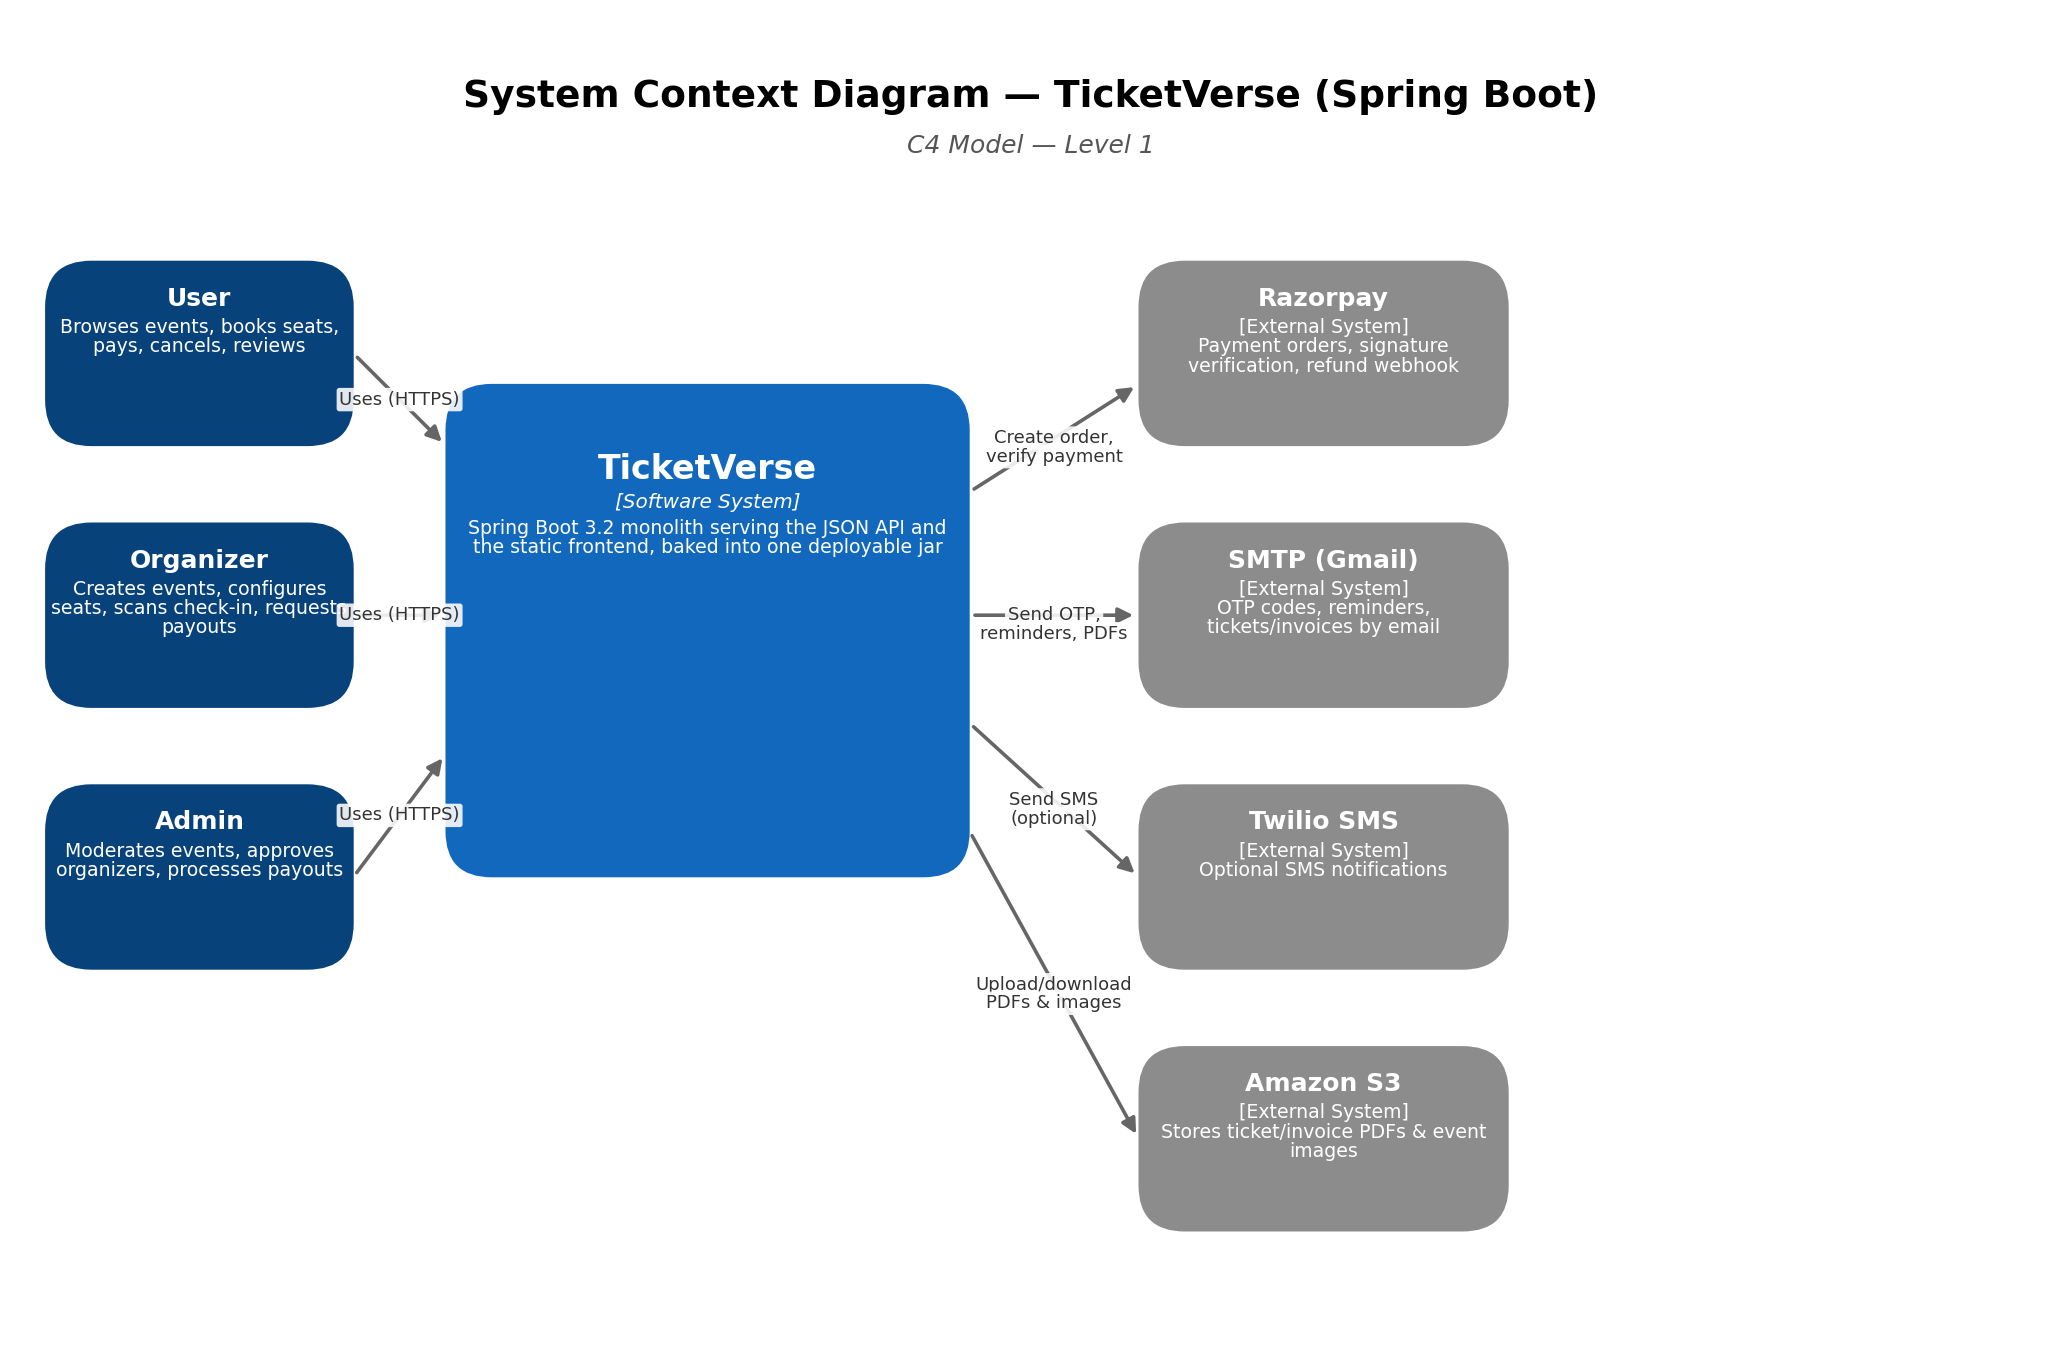 System Context Diagram — TicketVerse (Spring Boot)
C4 Model — Level 1
User
Browses events, books seats,
pays, cancels, reviews
Uses (HTTPS)
Organizer
Creates events, configures
seats, scans check-in, requests
payouts
Uses (HTTPS)
Admin
Moderates events, approves
organizers, processes payouts
Uses (HTTPS)
TicketVerse
[Software System]
Spring Boot 3.2 monolith serving the JSON API and
the static frontend, baked into one deployable jar
Create order,
verify payment
Send OTP,
reminders, PDFs
Send SMS
(optional)
Upload/download
PDFs & images
Razorpay
[External System]
Payment orders, signature
verification, refund webhook
SMTP (Gmail)
[External System]
OTP codes, reminders,
tickets/invoices by email
Twilio SMS
[External System]
Optional SMS notifications
Amazon S3
[External System]
Stores ticket/invoice PDFs & event
images